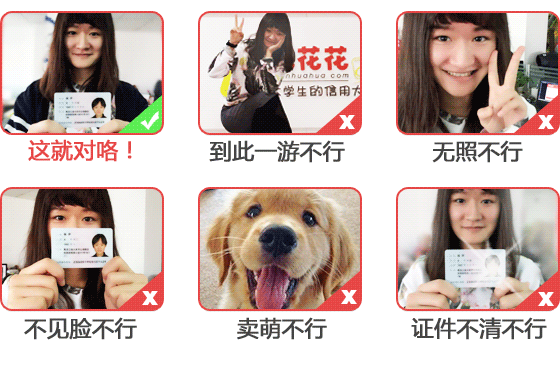 这就对咯！
到此一游不行
无照不行
花花
nhuahua.com
学生的信用大
不见脸不行
卖萌不行
证件不清不行